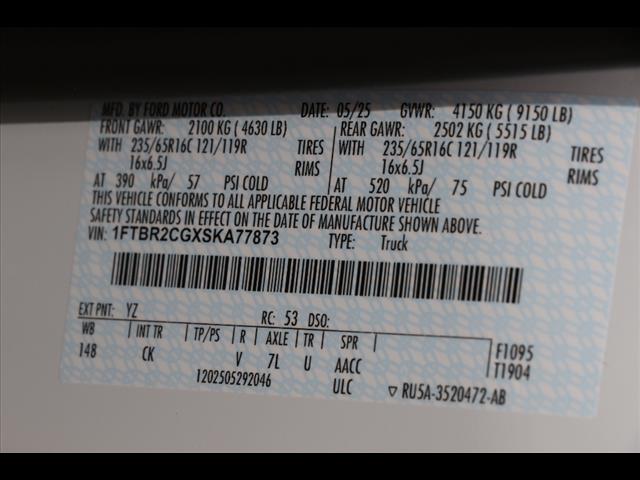 MFD. BY FORD MOTOR CO. DATE: 05/25 GVWR: 4150 KG ( 9150 LB)
FRONT GAWR: 2100 KG ( 4630 LB) REAR GAWR: 2502 KG ( 5515 LB)
WITH 235/65R16C 121/119R TIRES WITH 235/65R16C 121/119R TIRES
16x6.5J RIMS 16x6.5J RIMS
AT 390 kPa/ 57 PSI COLD AT 520 kPa/ 75 PSI COLD
THIS VEHICLE CONFORMS TO ALL APPLICABLE FEDERAL MOTOR VEHICLE
SAFETY STANDARDS IN EFFECT ON THE DATE OF MANUFACTURE SHOWN ABOVE.
VIN: 1FTBR2CGXSKA77873 TYPE: Truck
EXT PNT: YZ RC: 53 DSO:
WB INT TR TP/PS R AXLE TR SPR
148 CK V 7L U AACC
ULC
F1095
T1904
1202505292046
▽ RU5A-3520472-AB